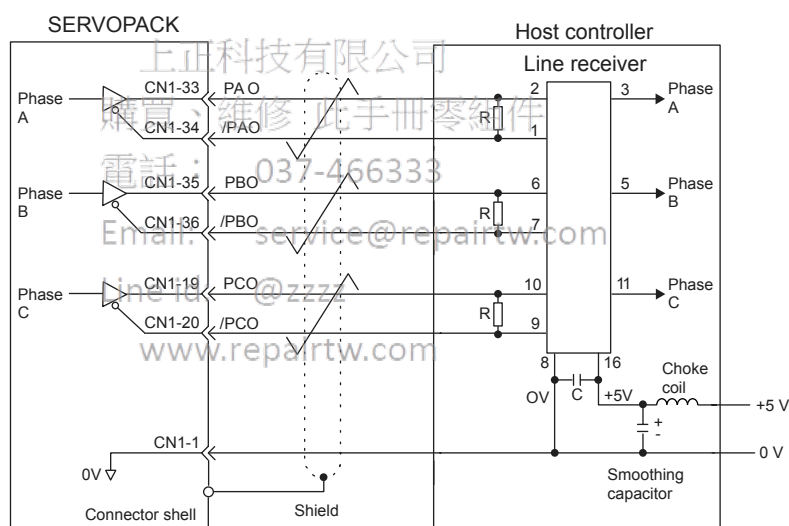 SERVOPACK
Host controller
上正科技有限公司
Line receiver
Phase A
CN1-33
PAO
2
3
Phase A
購買、維修 此手冊零組件
R
CN1-34
/PAO
1
電話： 037-466333
Phase B
CN1-35
PBO
6
5
Phase B
R
CN1-36
/PBO
7
Email: service@repairtw.com
Line id: @zzzz
Phase C
CN1-19
PCO
10
11
Phase C
R
CN1-20
/PCO
9
www.repairtw.com
8
16
Choke coil
OV
C
+5V
+5 V
+
-
CN1-1
0 V
0V
Smoothing capacitor
Connector shell
Shield